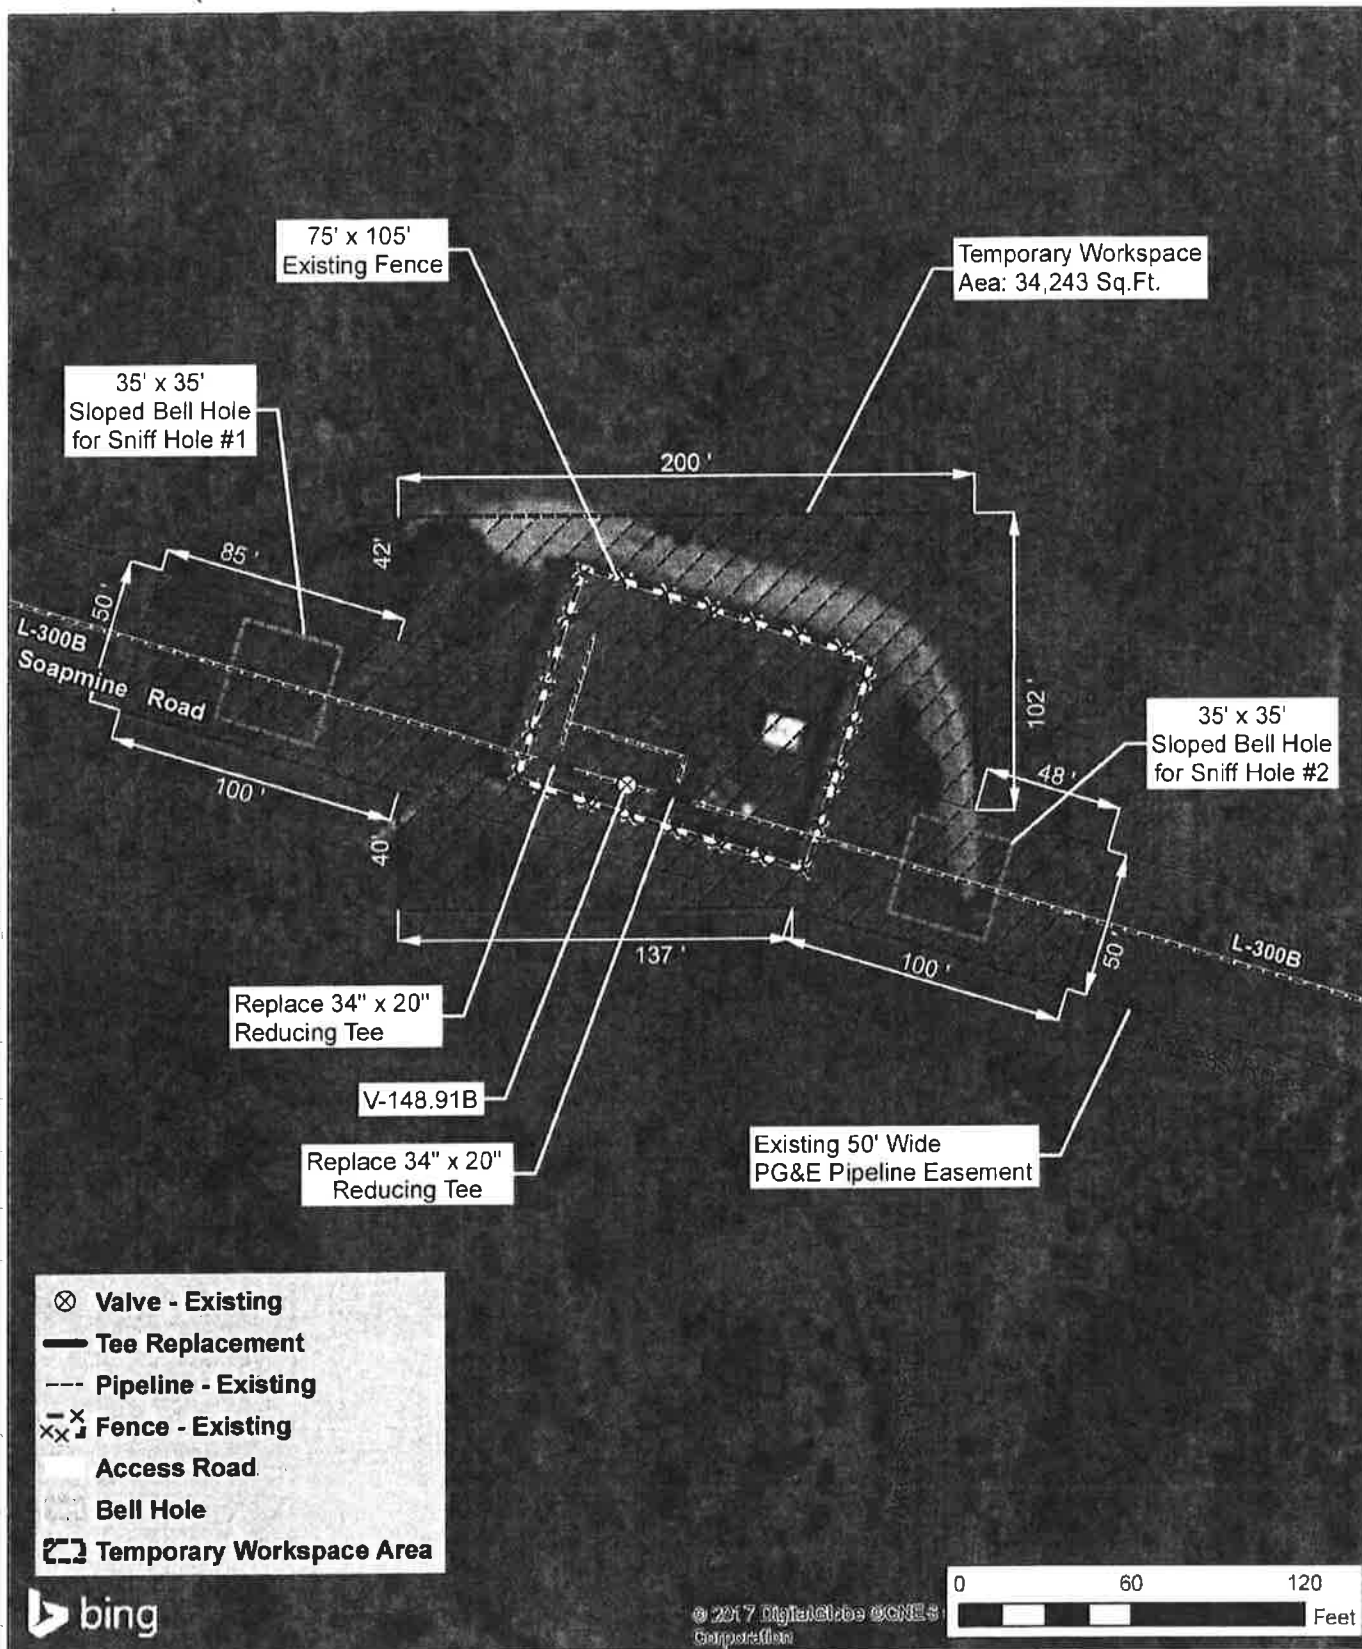 75' x 105'
Existing Fence
Temporary Workspace
Aea: 34,243 Sq.Ft.
35' x 35'
Sloped Bell Hole
for Sniff Hole #1
200 '
42'
85 '
50'
L-300B
Soapmine Road
102 '
35' x 35'
Sloped Bell Hole
for Sniff Hole #2
48 '
100 '
40'
137 '
100 '
50'
L-300B
Replace 34" x 20"
Reducing Tee
V-148.91B
Replace 34" x 20"
Reducing Tee
Existing 50' Wide
PG&E Pipeline Easement
Valve - Existing
Tee Replacement
Pipeline - Existing
Fence - Existing
Access Road
Bell Hole
Temporary Workspace Area
bing
© 2017 DigitalGlobe ©CNES
Corporation
0 60 120
Feet